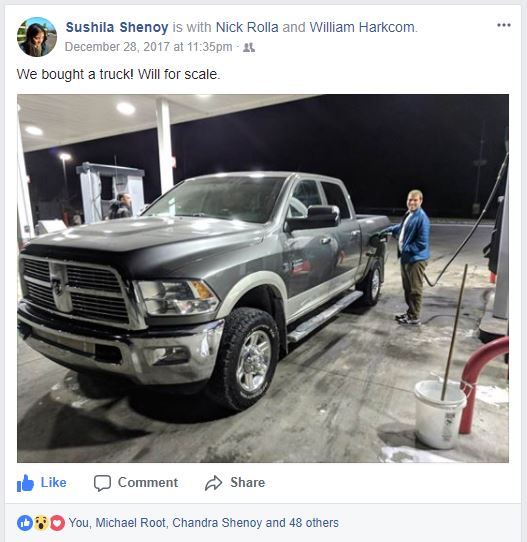 Sushila Shenoy is with Nick Rolla and William Harkcom.
December 28, 2017 at 11:35pm ·
We bought a truck! Will for scale.
Like Comment Share
You, Michael Root, Chandra Shenoy and 48 others